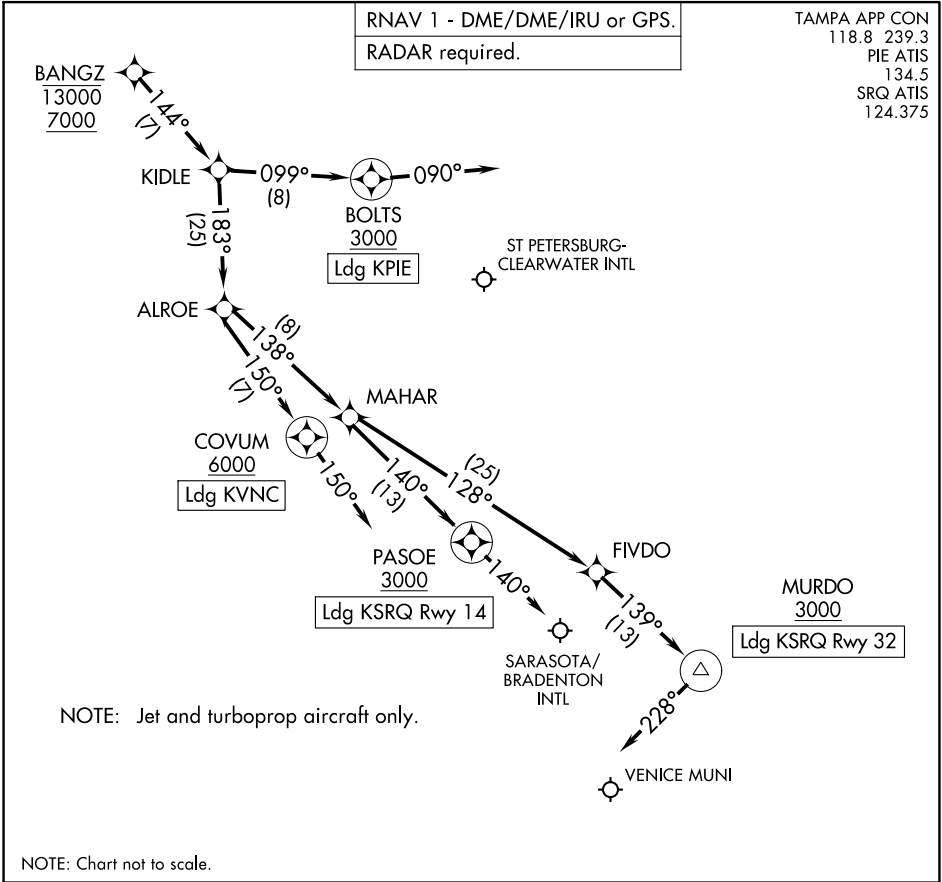 RNAV 1 - DME/DME/IRU or GPS.
RADAR required.
TAMPA APP CON
118.8 239.3
PIE ATIS
134.5
SRQ ATIS
124.375
BANGZ
13000
7000
144°
(7)
KIDLE
099°
(8)
090°
BOLTS
3000
Ldg KPIE
183°
(25)
ST PETERSBURG-
CLEARWATER INTL
ALROE
(8)
138°
150°
(7)
MAHAR
COVUM
6000
Ldg KVNC
150°
140°
(13)
(25)
128°
PASOE
3000
Ldg KSRQ Rwy 14
140°
FIVDO
139°
(13)
MURDO
3000
Ldg KSRQ Rwy 32
SARASOTA/
BRADENTON
INTL
228°
NOTE: Jet and turboprop aircraft only.
VENICE MUNI
NOTE: Chart not to scale.